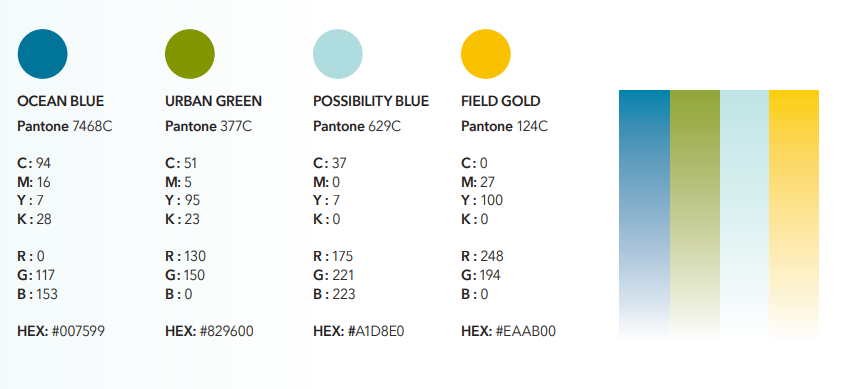 OCEAN BLUE
Pantone 7468C
C : 94
M: 16
Y : 7
K : 28
R : 0
G: 117
B : 153
HEX: #007599
URBAN GREEN
Pantone 377C
C : 51
M: 5
Y : 95
K : 23
R : 130
G: 150
B : 0
HEX: #829600
POSSIBILITY BLUE
Pantone 629C
C : 37
M: 0
Y : 7
K : 0
R : 175
G: 221
B : 223
HEX: #A1D8E0
FIELD GOLD
Pantone 124C
C : 0
M: 27
Y : 100
K : 0
R : 248
G: 194
B : 0
HEX: #EAAB00